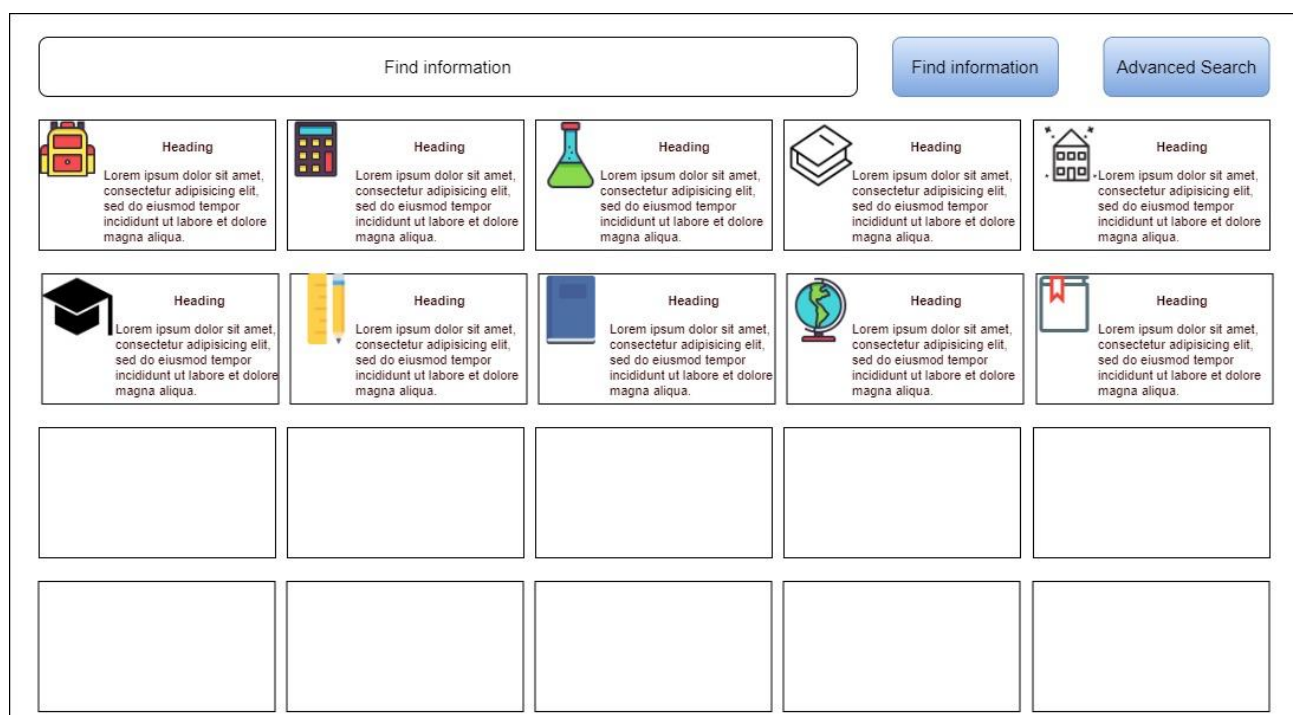 Find information
Find information
Advanced Search
Heading
Lorem ipsum dolor sit amet,
consectetur adipisicing elit,
sed do eiusmod tempor
incididunt ut labore et dolore
magna aliqua.
Heading
Lorem ipsum dolor sit amet,
consectetur adipisicing elit,
sed do eiusmod tempor
incididunt ut labore et dolore
magna aliqua.
Heading
Lorem ipsum dolor sit amet,
consectetur adipisicing elit,
sed do eiusmod tempor
incididunt ut labore et dolore
magna aliqua.
Heading
Lorem ipsum dolor sit amet,
consectetur adipisicing elit,
sed do eiusmod tempor
incididunt ut labore et dolore
magna aliqua.
Heading
Lorem ipsum dolor sit amet,
consectetur adipisicing elit,
sed do eiusmod tempor
incididunt ut labore et dolore
magna aliqua.
Heading
Lorem ipsum dolor sit amet,
consectetur adipisicing elit,
sed do eiusmod tempor
incididunt ut labore et dolore
magna aliqua.
Heading
Lorem ipsum dolor sit amet,
consectetur adipisicing elit,
sed do eiusmod tempor
incididunt ut labore et dolore
magna aliqua.
Heading
Lorem ipsum dolor sit amet,
consectetur adipisicing elit,
sed do eiusmod tempor
incididunt ut labore et dolore
magna aliqua.
Heading
Lorem ipsum dolor sit amet,
consectetur adipisicing elit,
sed do eiusmod tempor
incididunt ut labore et dolore
magna aliqua.
Heading
Lorem ipsum dolor sit amet,
consectetur adipisicing elit,
sed do eiusmod tempor
incididunt ut labore et dolore
magna aliqua.